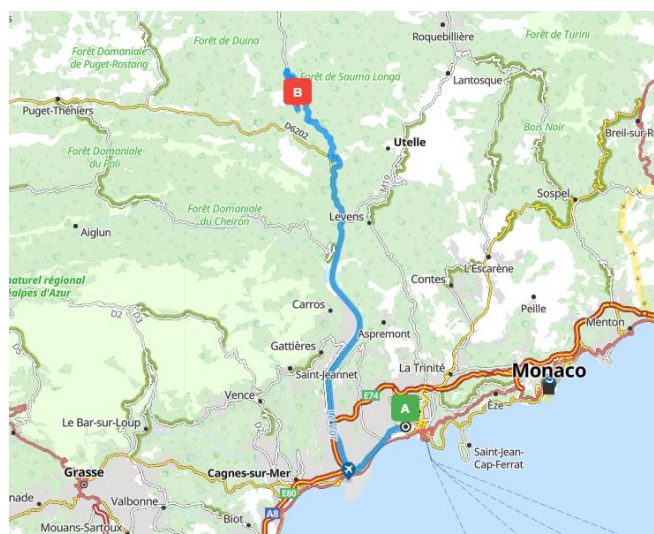 Forêt Domaniale
de Puget-Rostang
Forêt de Duina
Roquebillière
Forêt de Turini
Forêt de Sauma Longa
Lantosque
B
Puget-Théniers
D6202
Bois Noir
Breil-sur-R
Forêt Domaniale
du Pali
Utelle
M19
Sospel
Forêt Domaniale
du Cheiron
Levens
Aiglun
L'Escarène
naturel régional
éalpes d'Azur
Contes
D2
D3
Carros
Peille
Aspremont
Menton
Gattières
Saint-Jeannet
La Trinité
Monaco
Vence
E74
A
Èze
Le Bar-sur-Loup
D2
Saint-Jean-
Cap-Ferrat
Grasse
Cagnes-sur-Mer
E80
nade
Valbonne
A8
Biot
Mouans-Sartoux